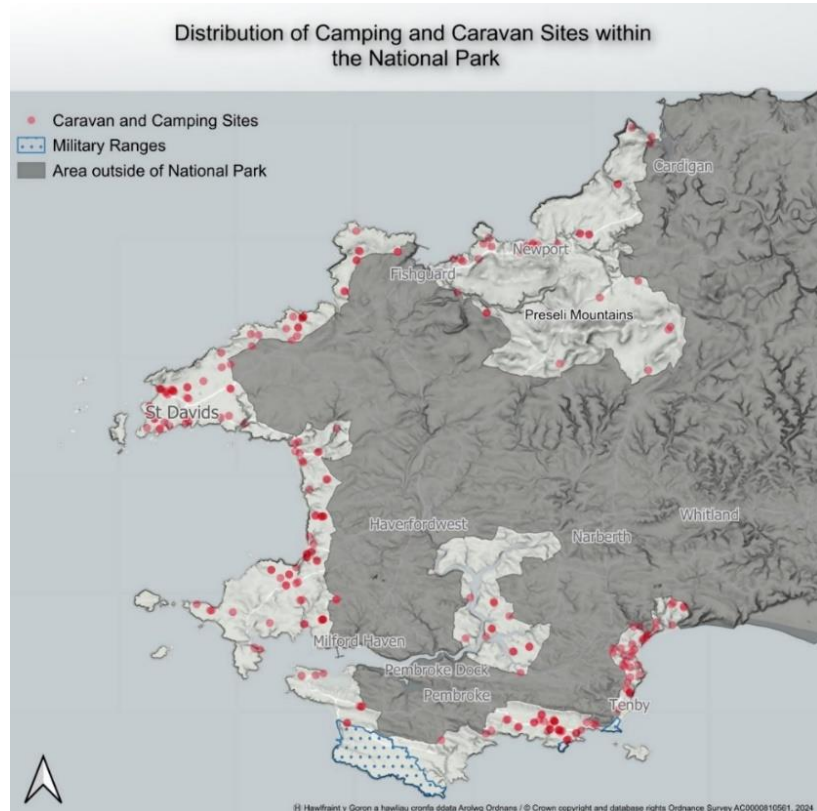 Distribution of Camping and Caravan Sites within
the National Park
Caravan and Camping Sites
Military Ranges
Area outside of National Park
Cardigan
Newport
Fishguard
Preseli Mountains
St Davids
Haverfordwest
Whitland
Narberth
Milford Haven
Pembroke Dock
Pembroke
Tenby
(H) Hawlfraint y Goron a hawliau cronfa ddata Arolwg Ordnans / © Crown copyright and database rights Ordnance Survey AC0000810561, 2024